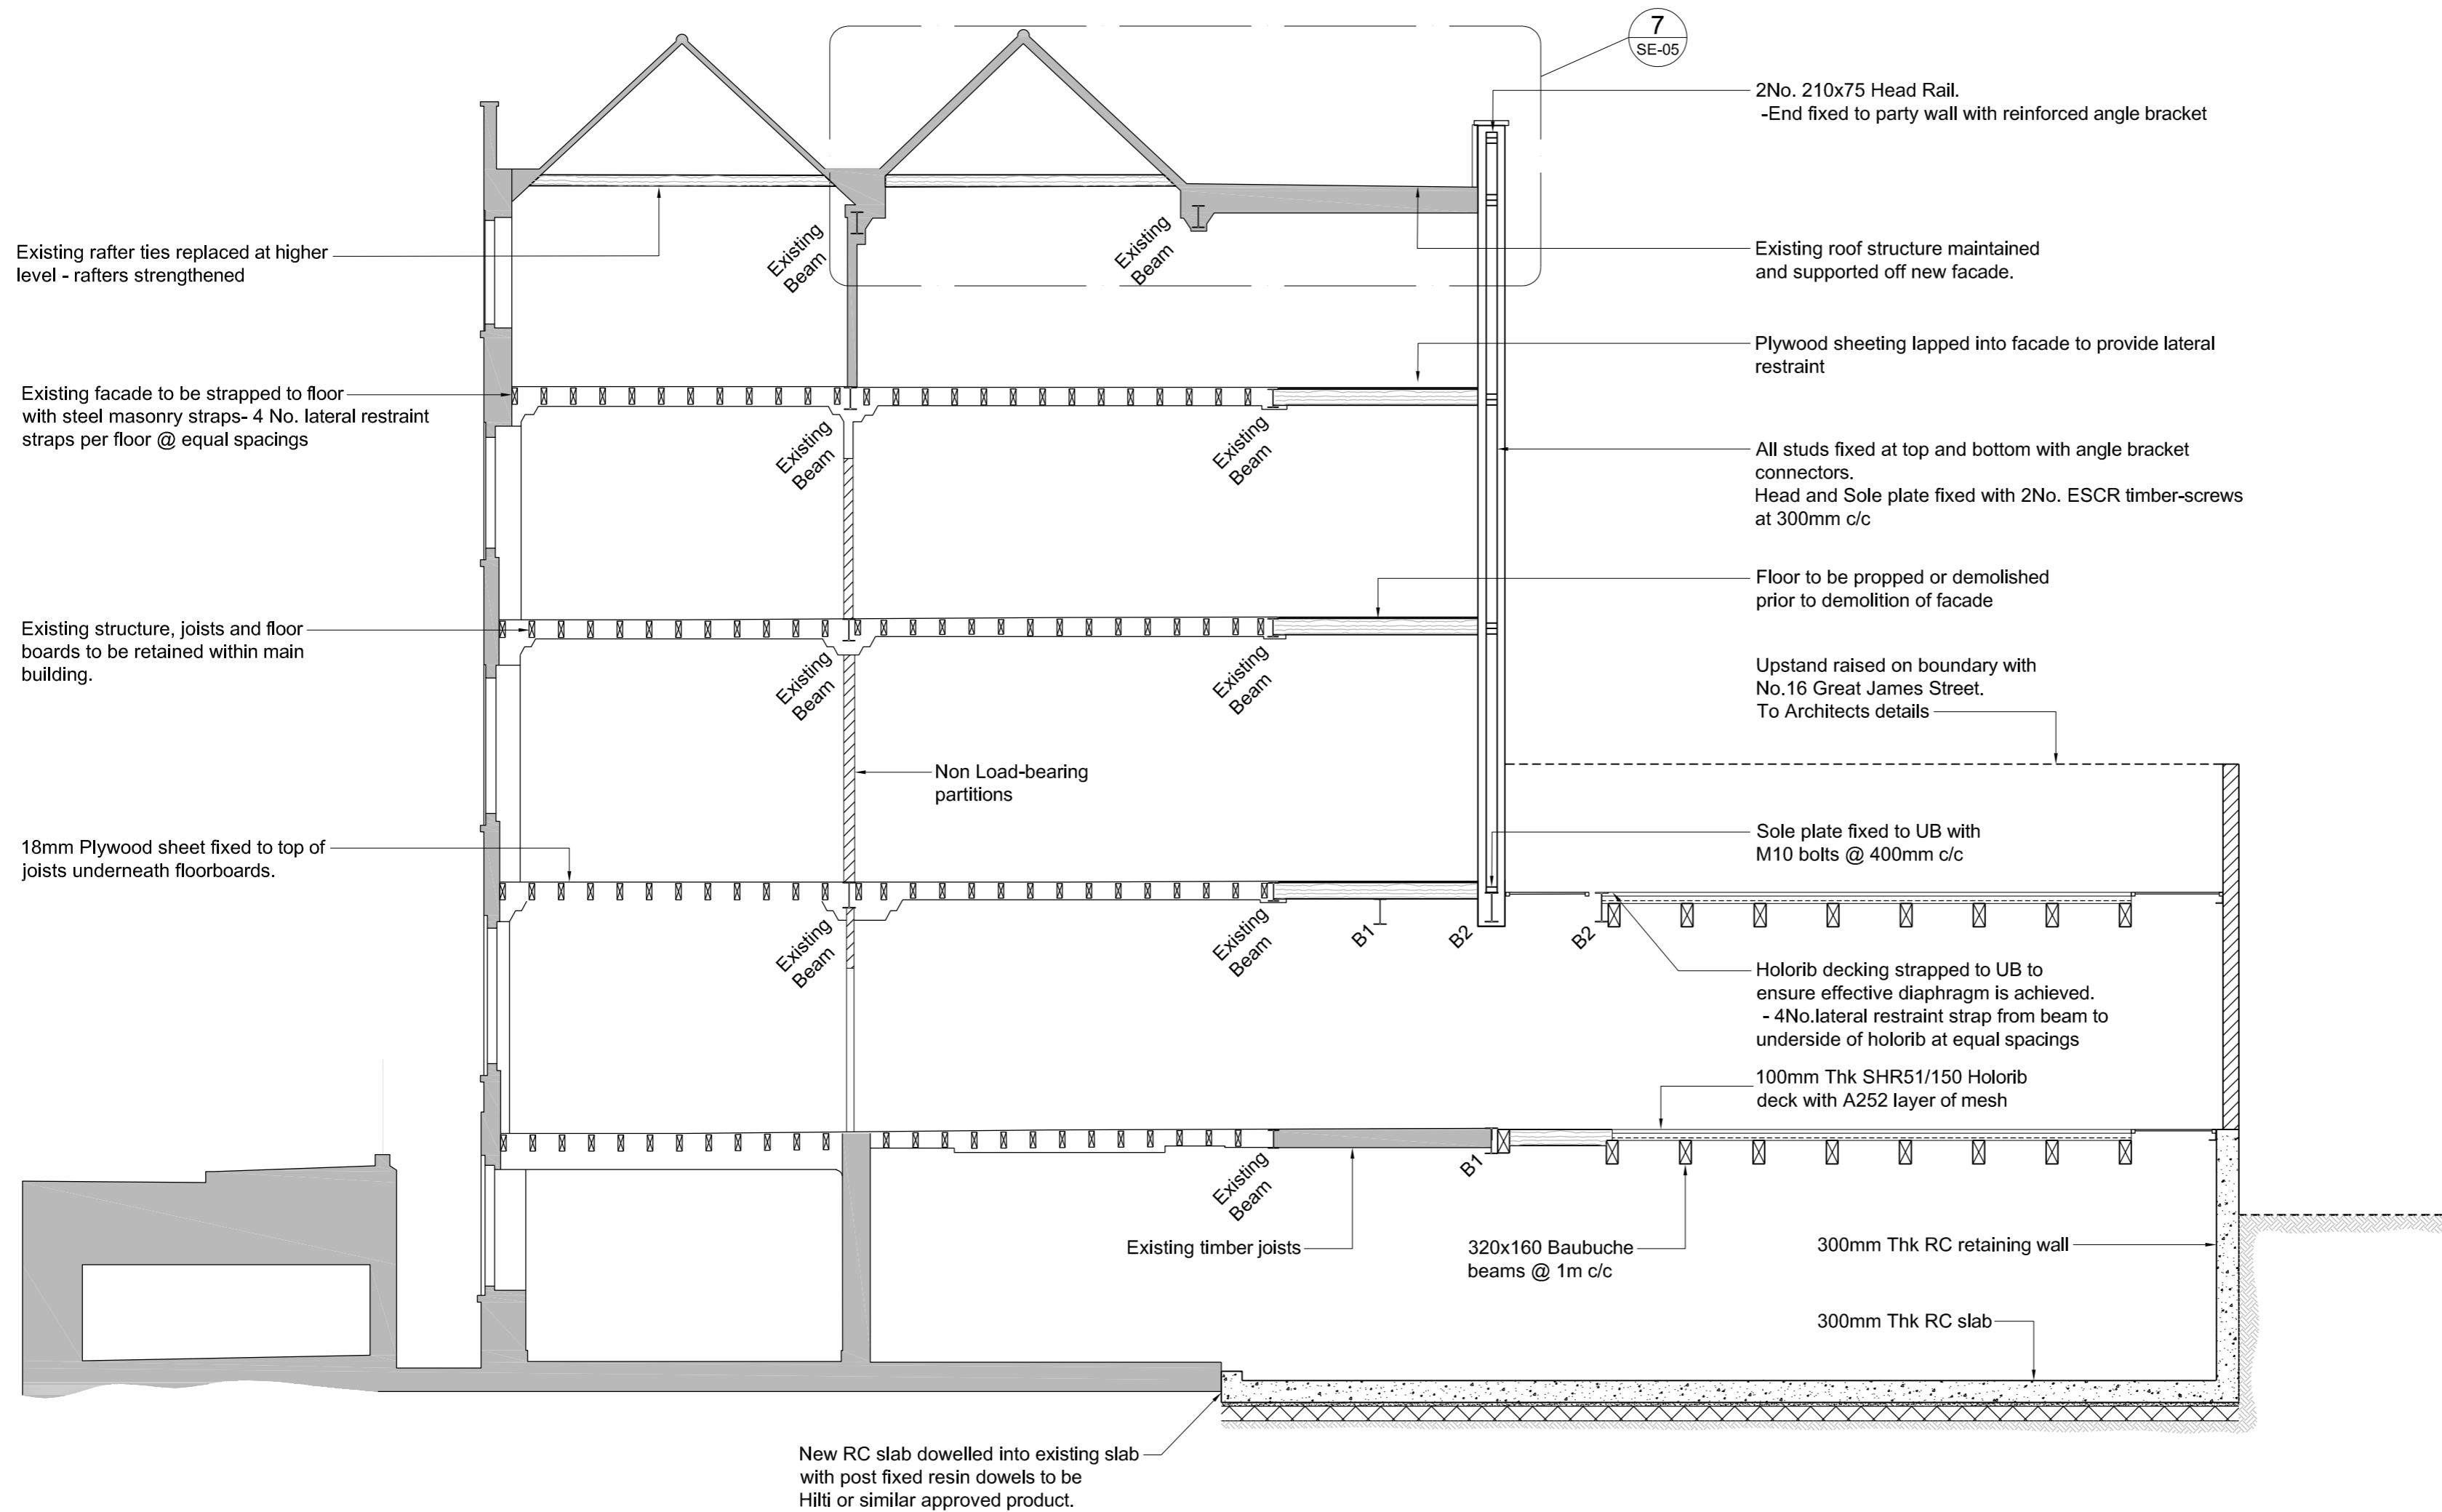 7
SE-05
2No. 210x75 Head Rail.
-End fixed to party wall with reinforced angle bracket
Existing rafter ties replaced at higher
level - rafters strengthened
Existing
Beam
Existing
Beam
Existing roof structure maintained
and supported off new facade.
Plywood sheeting lapped into facade to provide lateral
restraint
Existing facade to be strapped to floor
with steel masonry straps- 4 No. lateral restraint
straps per floor @ equal spacings
Existing
Beam
Existing
Beam
All studs fixed at top and bottom with angle bracket
connectors.
Head and Sole plate fixed with 2No. ESCR timber-screws
at 300mm c/c
Floor to be propped or demolished
prior to demolition of facade
Existing structure, joists and floor
boards to be retained within main
building.
Existing
Beam
Existing
Beam
Upstand raised on boundary with
No.16 Great James Street.
To Architects details
Non Load-bearing
partitions
18mm Plywood sheet fixed to top of
joists underneath floorboards.
Sole plate fixed to UB with
M10 bolts @ 400mm c/c
Existing
Beam
Existing
Beam
B1
B2
B2
Holorib decking strapped to UB to
ensure effective diaphragm is achieved.
- 4No.lateral restraint strap from beam to
underside of holorib at equal spacings
100mm Thk SHR51/150 Holorib
deck with A252 layer of mesh
Existing
Beam
B1
Existing timber joists
320x160 Baubuche
beams @ 1m c/c
300mm Thk RC retaining wall
300mm Thk RC slab
New RC slab dowelled into existing slab
with post fixed resin dowels to be
Hilti or similar approved product.